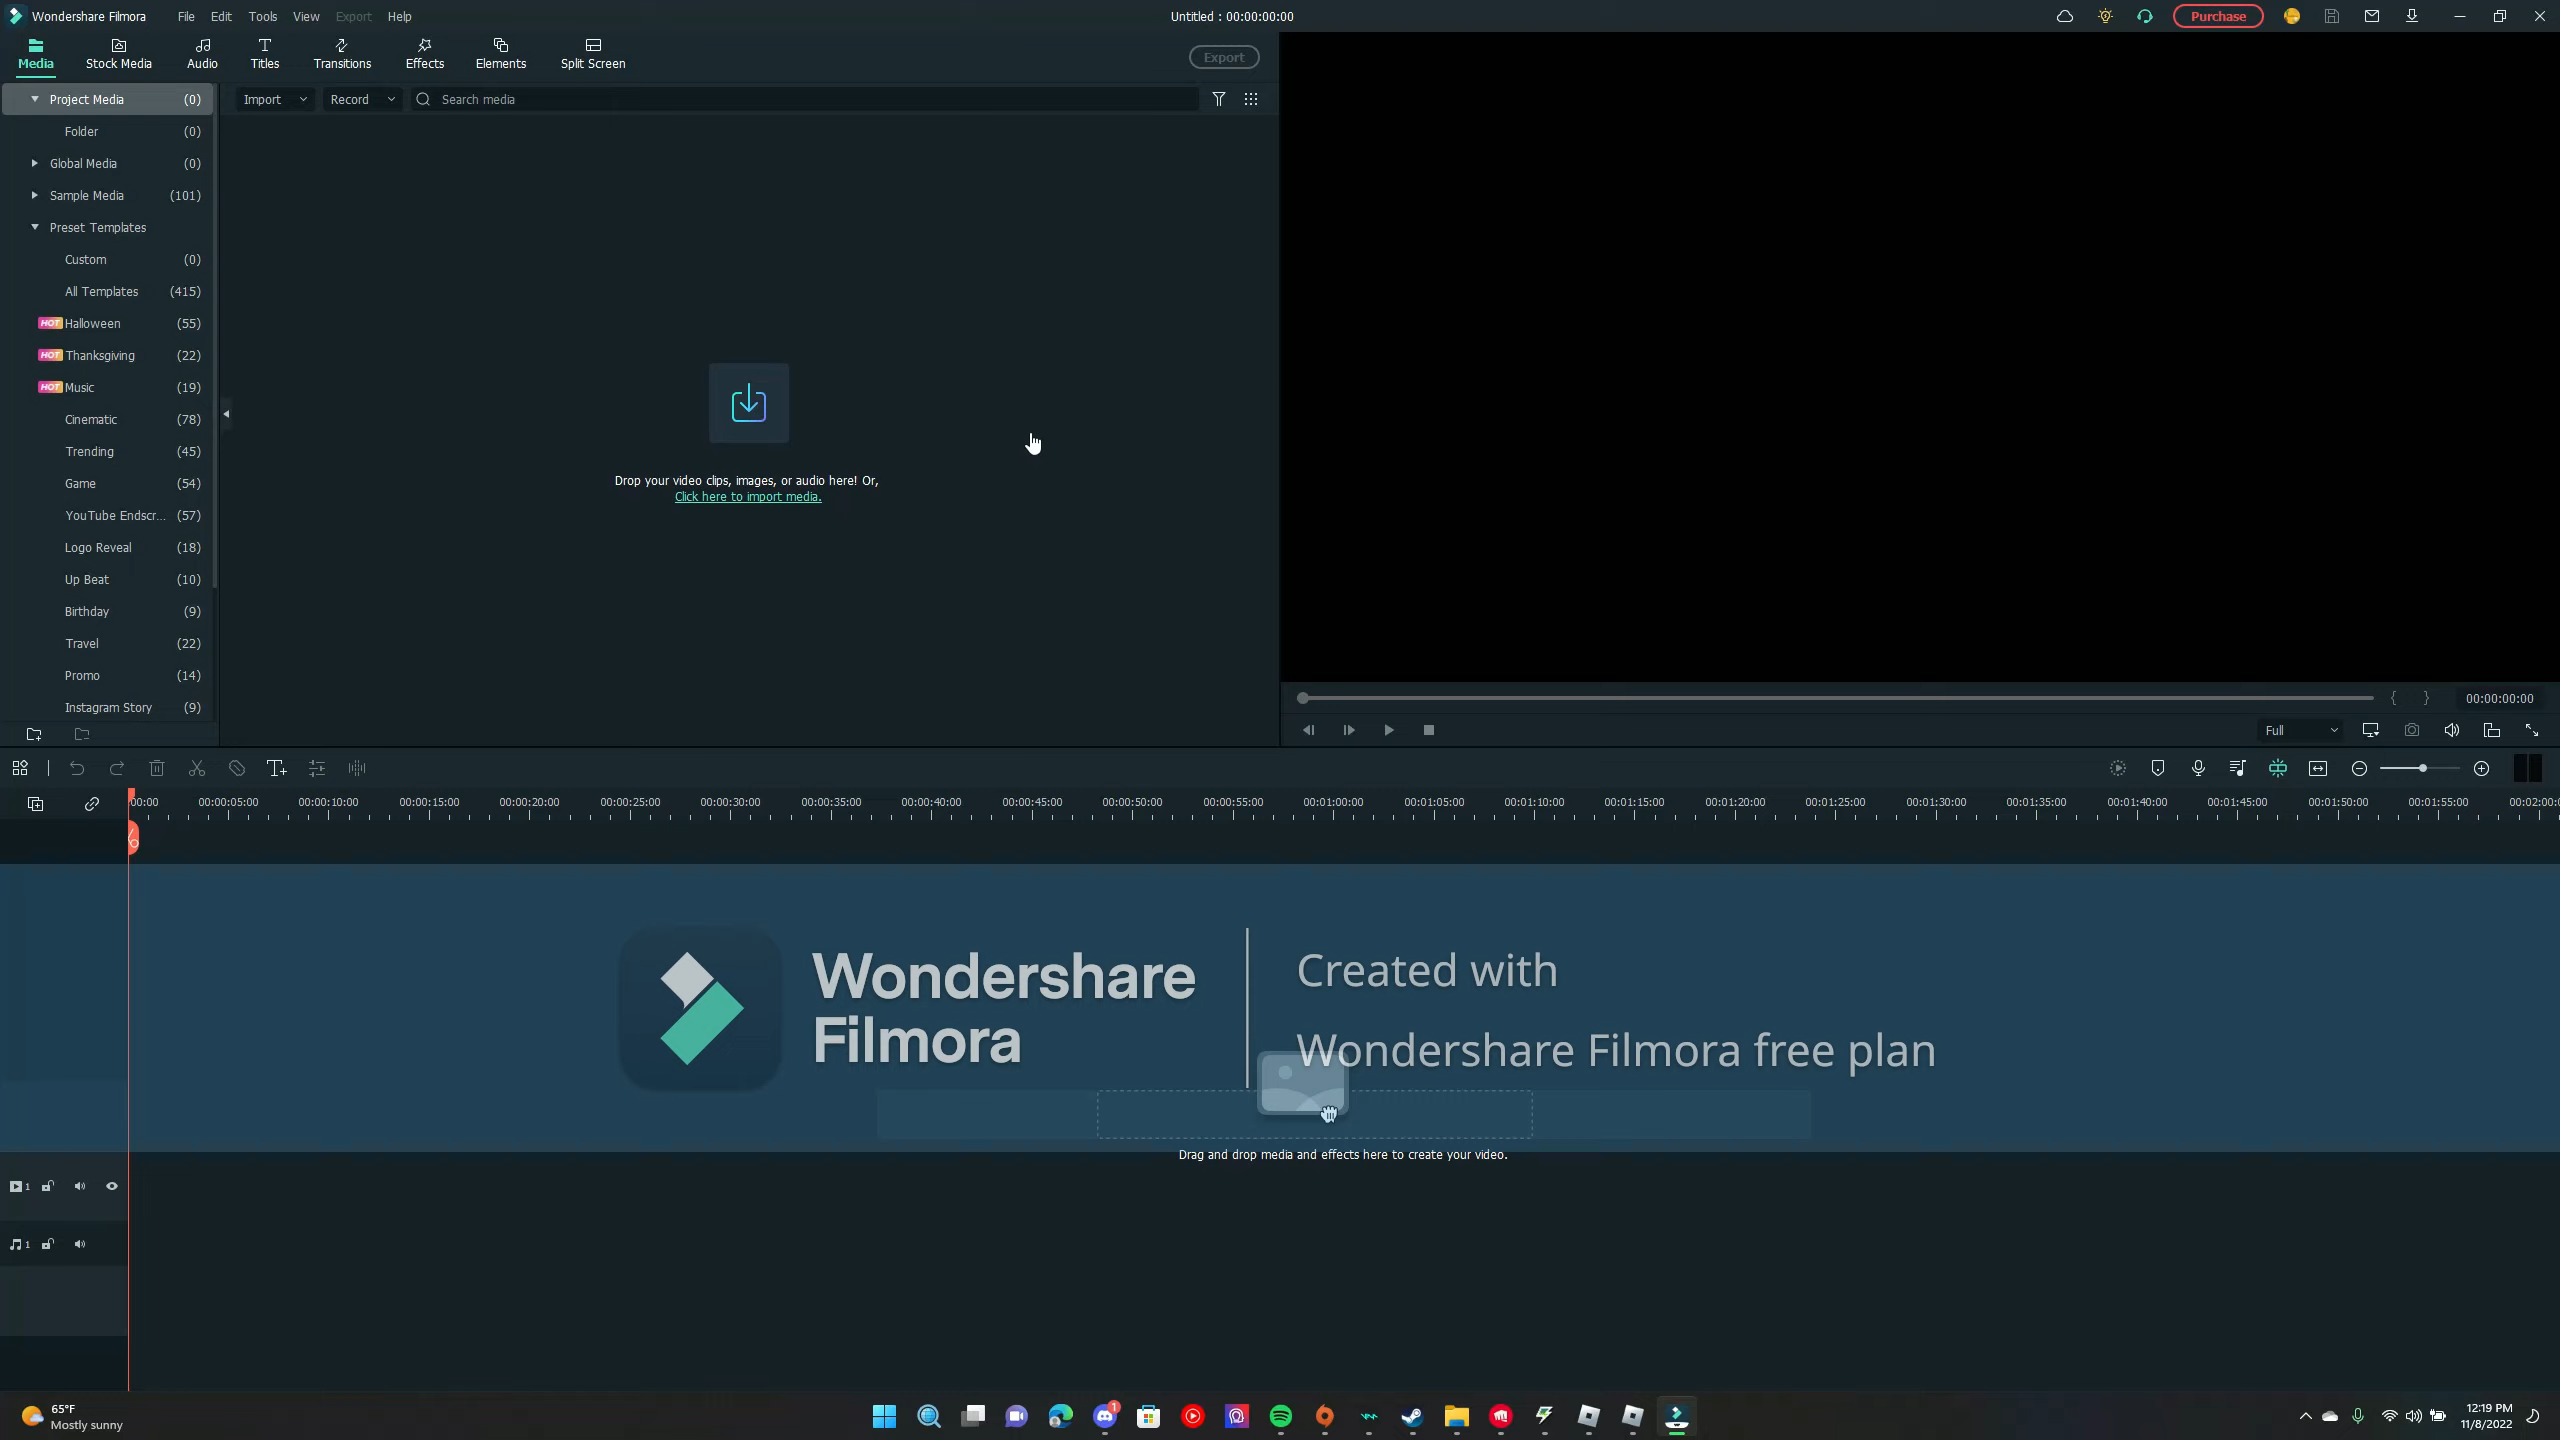 Wondershare Filmora File Edit Tools View Export Help Untitled : 00:00:00:00 Purchase
Media Stock Media Audio Titles Transitions Effects Elements Split Screen Export
Project Media (0)
Import Record Search media
Folder (0)
Global Media (0)
Sample Media (101)
Preset Templates
Custom (0)
All Templates (415)
HOT Halloween (55)
HOT Thanksgiving (22)
HOT Music (19)
Cinematic (78)
Trending (45)
Game (54)
YouTube Endscr... (57)
Logo Reveal (18)
Up Beat (10)
Birthday (9)
Travel (22)
Promo (14)
Instagram Story (9)
Drop your video clips, images, or audio here! Or,
Click here to import media.
{ } 00:00:00:00
Full
00:00 00:00:05:00 00:00:10:00 00:00:15:00 00:00:20:00 00:00:25:00 00:00:30:00 00:00:35:00 00:00:40:00 00:00:45:00 00:00:50:00 00:00:55:00 00:01:00:00 00:01:05:00 00:01:10:00 00:01:15:00 00:01:20:00 00:01:25:00 00:01:30:00 00:01:35:00 00:01:40:00 00:01:45:00 00:01:50:00 00:01:55:00 00:02:00:0
Wondershare
Filmora
Created with
Wondershare Filmora free plan
Drag and drop media and effects here to create your video.
1
1
65°F
Mostly sunny
1
12:19 PM
11/8/2022